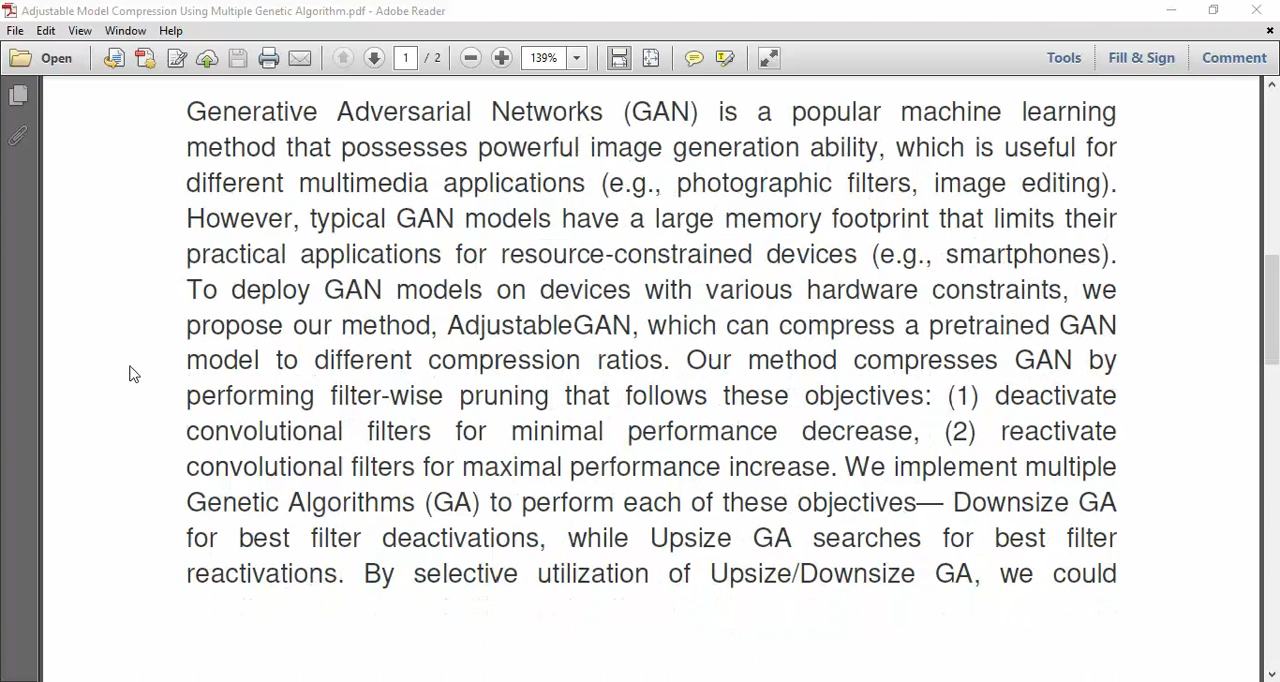 Adjustable Model Compression Using Multiple Genetic Algorithm.pdf - Adobe Reader
File Edit View Window Help
Open 1 / 2 139% Tools Fill & Sign Comment
Generative Adversarial Networks (GAN) is a popular machine learning
method that possesses powerful image generation ability, which is useful for
different multimedia applications (e.g., photographic filters, image editing).
However, typical GAN models have a large memory footprint that limits their
practical applications for resource-constrained devices (e.g., smartphones).
To deploy GAN models on devices with various hardware constraints, we
propose our method, AdjustableGAN, which can compress a pretrained GAN
model to different compression ratios. Our method compresses GAN by
performing filter-wise pruning that follows these objectives: (1) deactivate
convolutional filters for minimal performance decrease, (2) reactivate
convolutional filters for maximal performance increase. We implement multiple
Genetic Algorithms (GA) to perform each of these objectives— Downsize GA
for best filter deactivations, while Upsize GA searches for best filter
reactivations. By selective utilization of Upsize/Downsize GA, we could